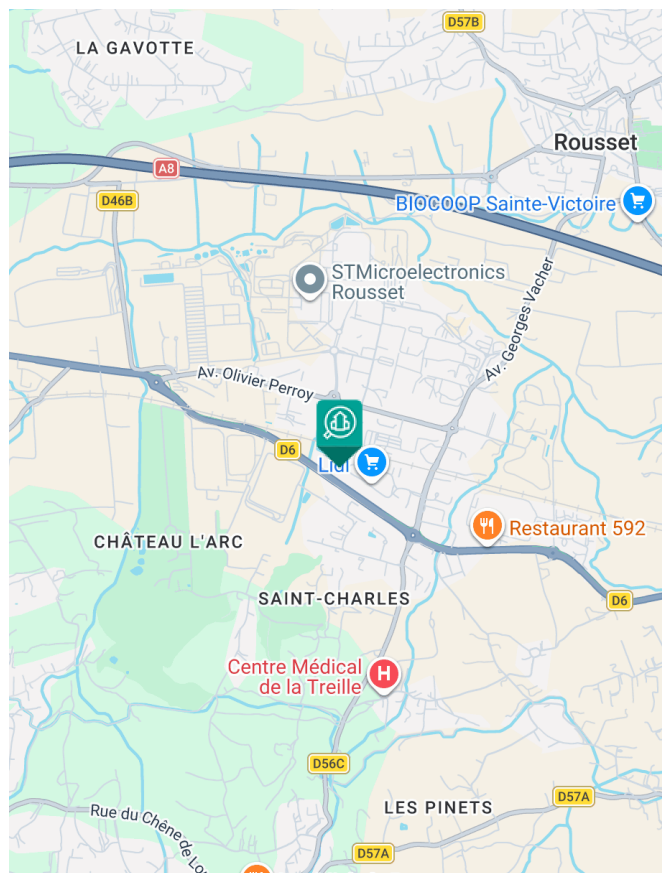 D57B
LA GAVOTTE
Rousset
A8
BIOCOOP Sainte-Victoire
D46B
STMicroelectronics
Rousset
Av. Georges Vacher
Av. Olivier Perroy
D6
Lidl
Restaurant 592
CHÂTEAU L'ARC
SAINT-CHARLES
D6
Centre Médical
de la Treille
H
D56C
D57A
LES PINETS
Rue du Chêne de
D57A